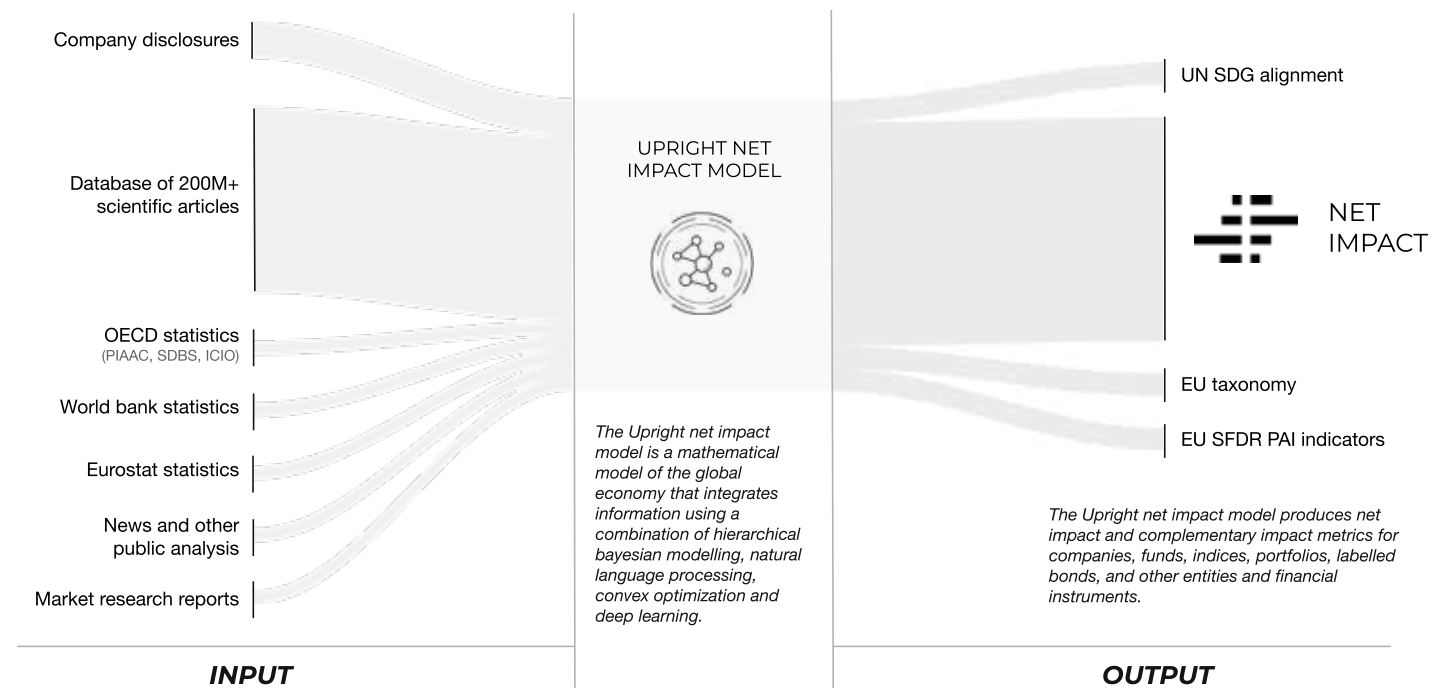 Company disclosures
Database of 200M+
scientific articles
OECD statistics
(PIAAC, SDBS, ICIO)
World bank statistics
Eurostat statistics
News and other
public analysis
Market research reports
INPUT
UPRIGHT NET
IMPACT MODEL
The Upright net impact
model is a mathematical
model of the global
economy that integrates
information using a
combination of hierarchical
bayesian modelling, natural
language processing,
convex optimization and
deep learning.
UN SDG alignment
NET
IMPACT
EU taxonomy
EU SFDR PAI indicators
The Upright net impact model produces net
impact and complementary impact metrics for
companies, funds, indices, portfolios, labelled
bonds, and other entities and financial
instruments.
OUTPUT